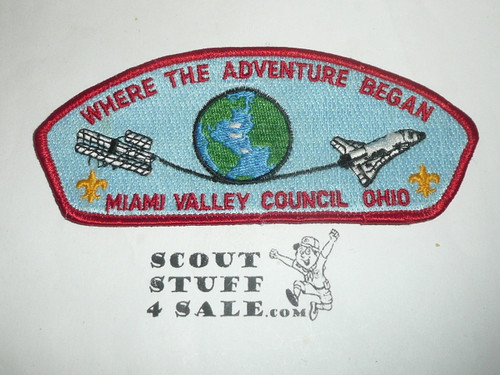 WHERE THE ADVENTURE BEGAN
MIAMI VALLEY COUNCIL OHIO
SCOUT
STUFF
4 SALE.COM